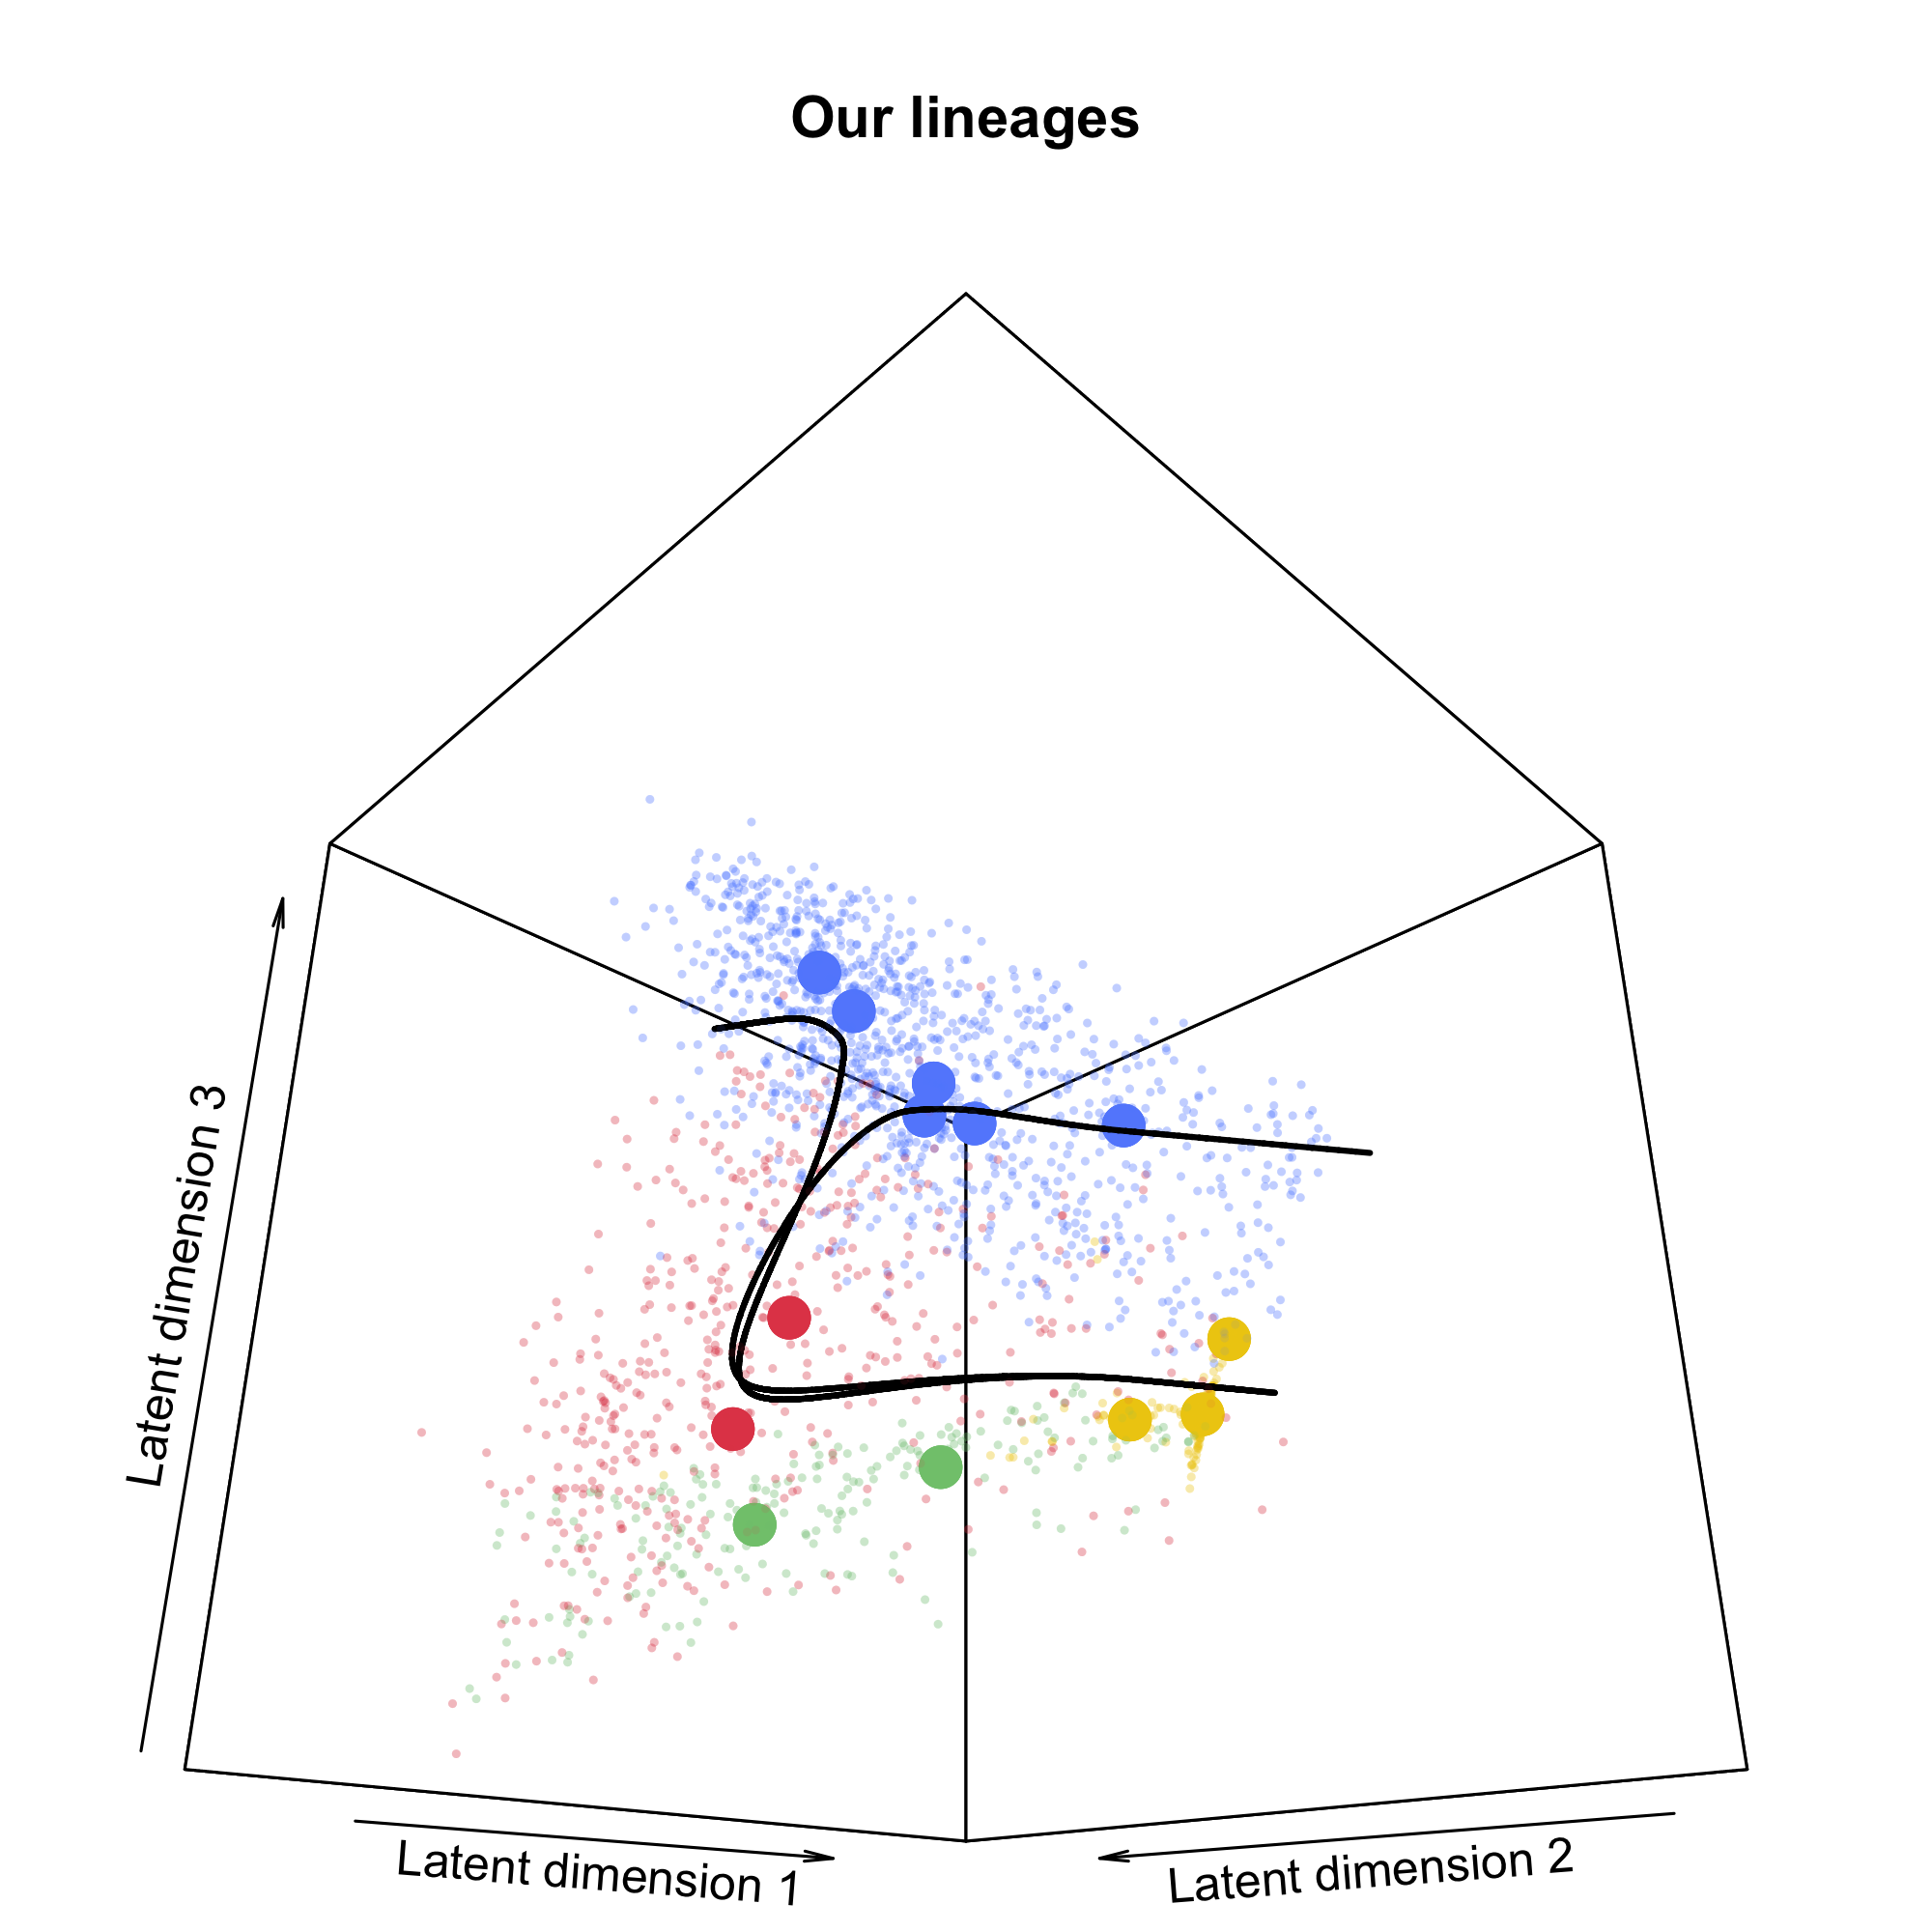 Our lineages
Latent dimension 3
Latent dimension 1
Latent dimension 2